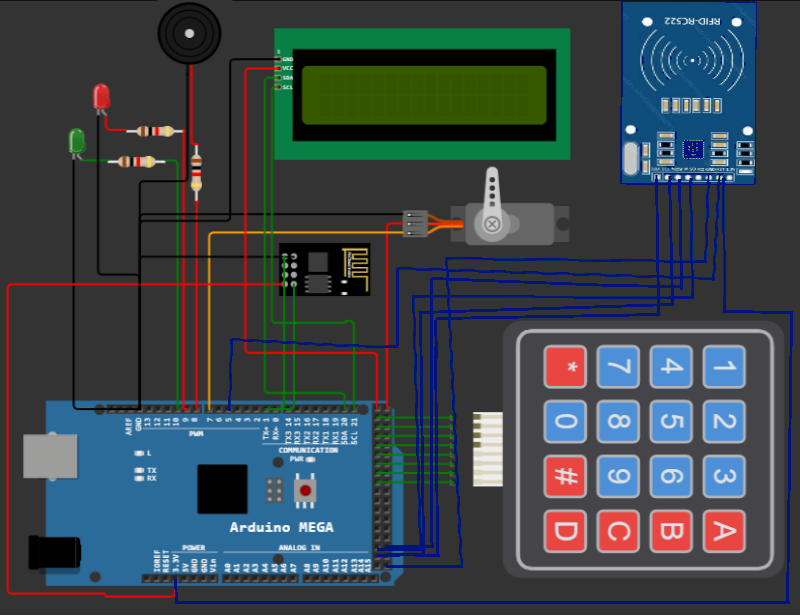 RFID-RC522
1
GND
VCC
SDA
SCL
AREF
GND
13
12
11
10
9
8
7
6
5
4
3
2
TX→1
RX←0
TX3 14
RX3 15
TX2 16
RX2 17
TX1 18
RX1 19
SDA 20
SCL 21
PWM
COMMUNICATION
PWR
L
TX
RX
Arduino MEGA
POWER
ANALOG IN
IOREF
RESET
3.3V
5V
GND
GND
Vin
A0
A1
A2
A3
A4
A5
A6
A7
A8
A9
A10
A11
A12
A13
A14
A15
* 7 4 1
0 8 5 2
# 9 6 3
D C B A